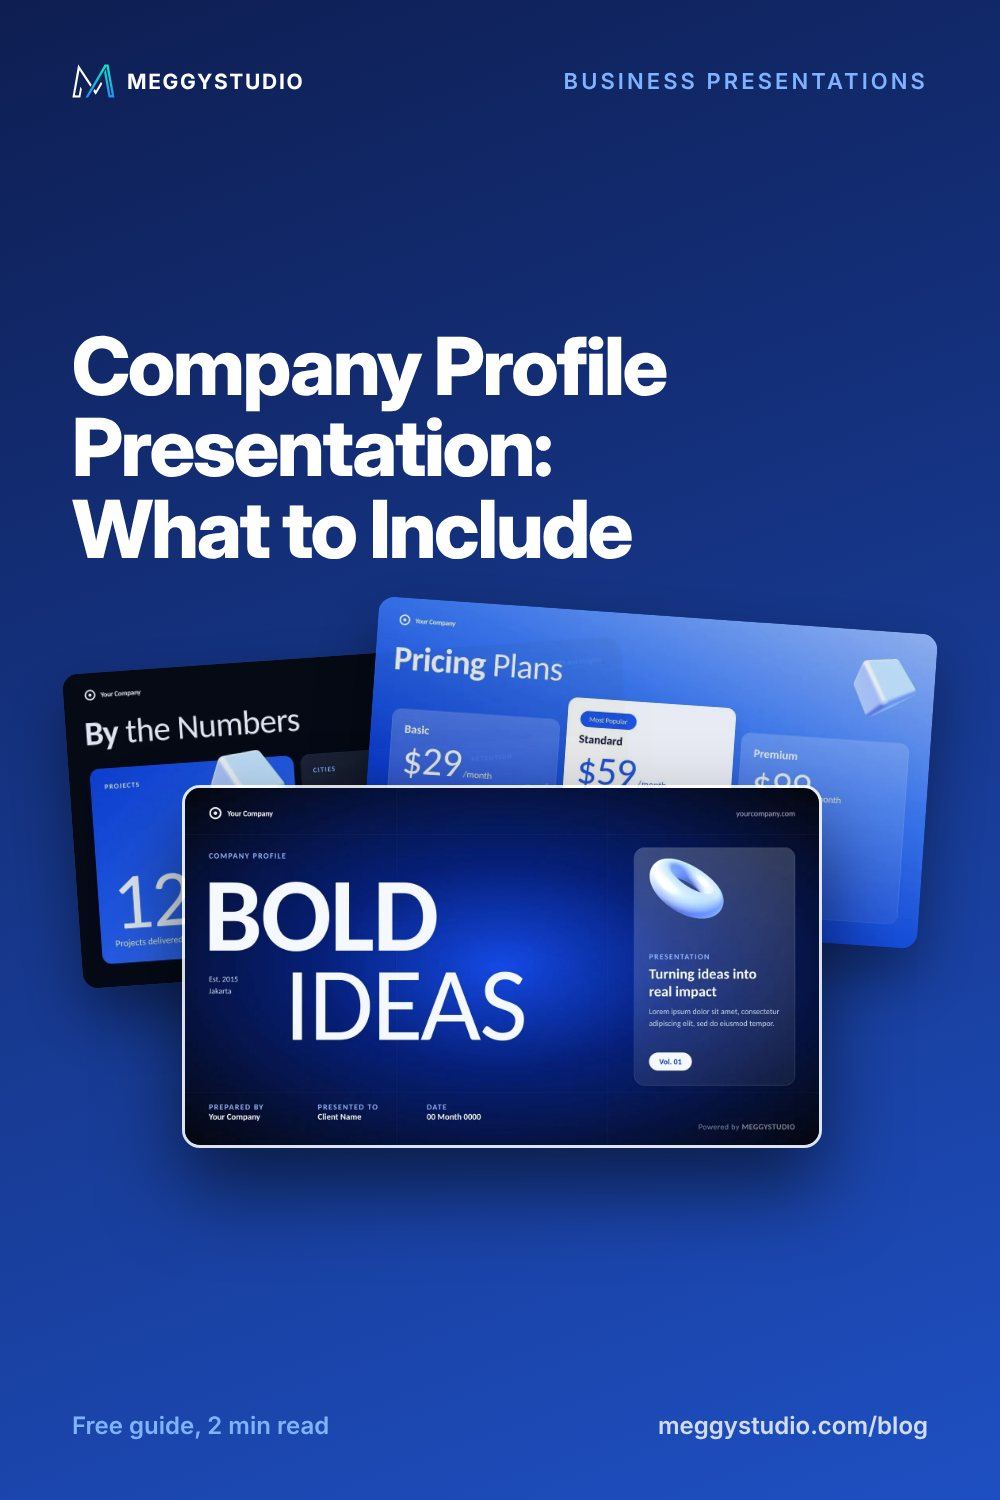 MEGGYSTUDIO
BUSINESS PRESENTATIONS
Company Profile
Presentation:
What to Include
Your Company
By the Numbers
PROJECTS
CITIES
12
Projects delivered
Your Company
Pricing Plans
Basic
$29 /month
Most Popular
Standard
$59 /month
Premium
Your Company
yourcompany.com
COMPANY PROFILE
BOLD
IDEAS
Est. 2015
Jakarta
PRESENTATION
Turning ideas into
real impact
Lorem ipsum dolor sit amet, consectetur
adipiscing elit, sed do eiusmod tempor.
Vol. 01
PREPARED BY
Your Company
PRESENTED TO
Client Name
DATE
00 Month 0000
Powered by MEGGYSTUDIO
Free guide, 2 min read
meggystudio.com/blog